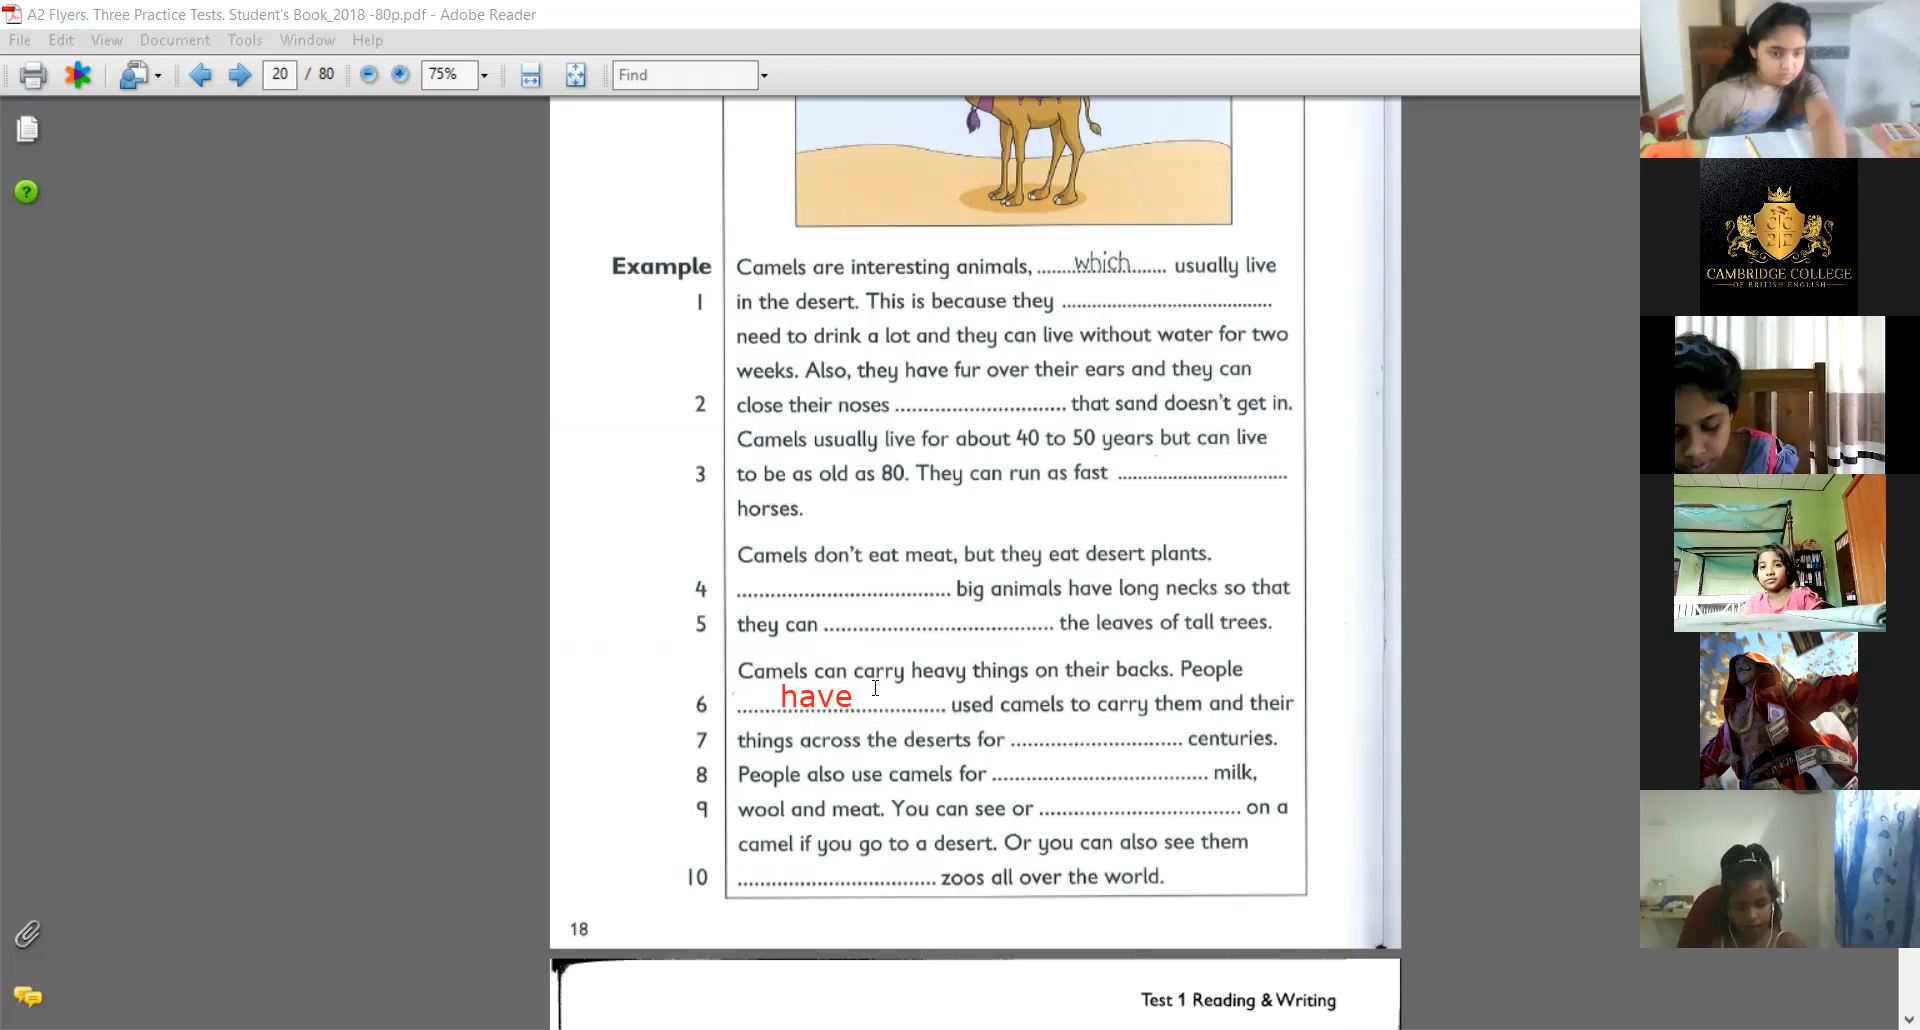 A2 Flyers. Three Practice Tests. Student's Book_2018 -80p.pdf - Adobe Reader
File Edit View Document Tools Window Help
20 / 80 75% Find
Example Camels are interesting animals, ..........which....... usually live
1 in the desert. This is because they .....................................
need to drink a lot and they can live without water for two
weeks. Also, they have fur over their ears and they can
2 close their noses .............................. that sand doesn't get in.
Camels usually live for about 40 to 50 years but can live
3 to be as old as 80. They can run as fast ..............................
horses.
Camels don't eat meat, but they eat desert plants.
4 ...................................... big animals have long necks so that
5 they can ......................................... the leaves of tall trees.
Camels can carry heavy things on their backs. People
6 have ..................................... used camels to carry them and their
7 things across the deserts for .............................. centuries.
8 People also use camels for ...................................... milk,
9 wool and meat. You can see or .................................... on a
camel if you go to a desert. Or you can also see them
10 ................................... zoos all over the world.
18
Test 1 Reading & Writing
CAMBRIDGE COLLEGE
OF BRITISH ENGLISH